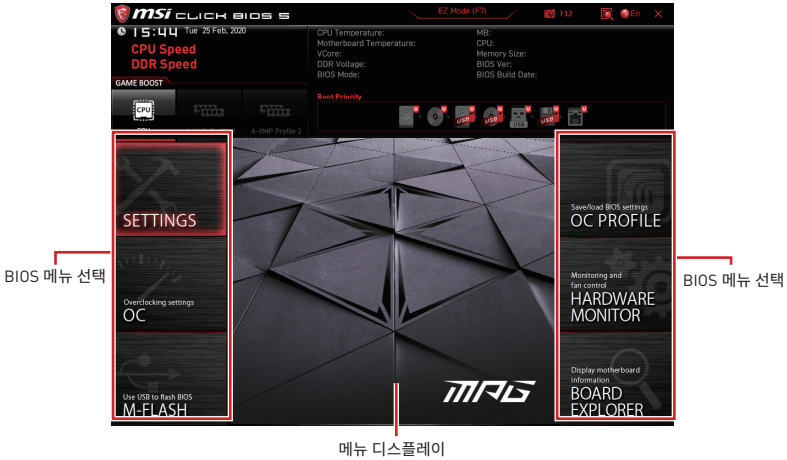 msi CLICK BIOS 5
EZ Mode (F7)
F12
En
15:44 Tue 25 Feb, 2020
CPU Speed
DDR Speed
GAME BOOST
CPU
A-XMP Profile 2
CPU Temperature:
Motherboard Temperature:
VCore:
DDR Voltage:
BIOS Mode:
MB:
CPU:
Memory Size:
BIOS Ver:
BIOS Build Date:
Boot Priority
U U U U U U U
USB USB USB USB
SETTINGS
Overclocking settings
OC
Use USB to flash BIOS
M-FLASH
Save/load BIOS settings
OC PROFILE
Monitoring and
fan control
HARDWARE
MONITOR
Display motherboard
information
BOARD
EXPLORER
MPG
BIOS 메뉴 선택
BIOS 메뉴 선택
메뉴 디스플레이